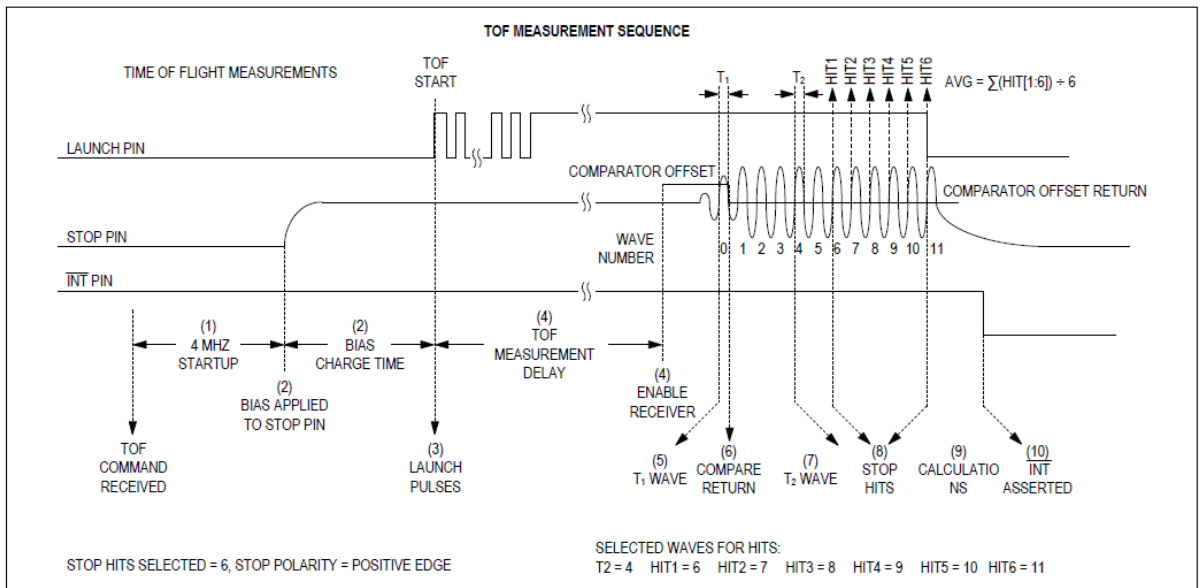 TOF MEASUREMENT SEQUENCE
TIME OF FLIGHT MEASUREMENTS
TOF
START
T1
T2
HIT1
HIT2
HIT3
HIT4
HIT5
HIT6
AVG = ∑(HIT[1:6]) ÷ 6
LAUNCH PIN
COMPARATOR OFFSET
COMPARATOR OFFSET RETURN
STOP PIN
WAVE
NUMBER
0 1 2 3 4 5 6 7 8 9 10 11
INT PIN
(1)
4 MHZ
STARTUP
(2)
BIAS
CHARGE TIME
(4)
TOF
MEASUREMENT
DELAY
(2)
BIAS APPLIED
TO STOP PIN
(4)
ENABLE
RECEIVER
TOF
COMMAND
RECEIVED
(3)
LAUNCH
PULSES
(5)
T1 WAVE
(6)
COMPARE
RETURN
(7)
T2 WAVE
(8)
STOP
HITS
(9)
CALCULATIO
NS
(10)
INT
ASSERTED
STOP HITS SELECTED = 6, STOP POLARITY = POSITIVE EDGE
SELECTED WAVES FOR HITS:
T2 = 4 HIT1 = 6 HIT2 = 7 HIT3 = 8 HIT4 = 9 HIT5 = 10 HIT6 = 11